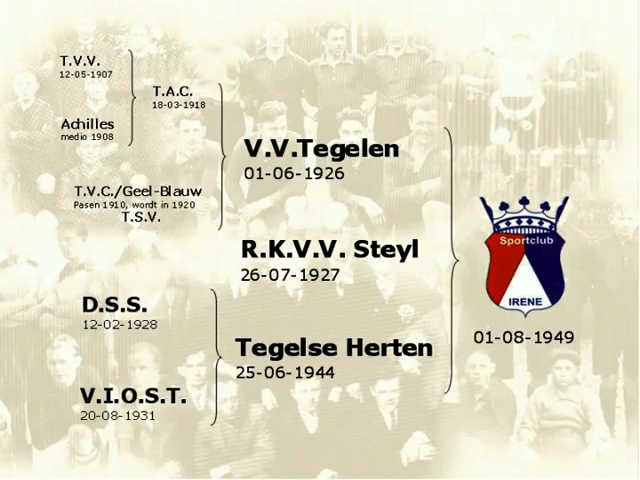 T.V.V.
12-05-1907
T.A.C.
18-03-1918
Achilles
medio 1908
V.V.Tegelen
01-06-1926
T.V.C./Geel-Blauw
Pasen 1910, wordt in 1920
T.S.V.
R.K.V.V. Steyl
26-07-1927
Sportclub
IRENE
01-08-1949
D.S.S.
12-02-1928
Tegelse Herten
25-06-1944
V.I.O.S.T.
20-08-1931